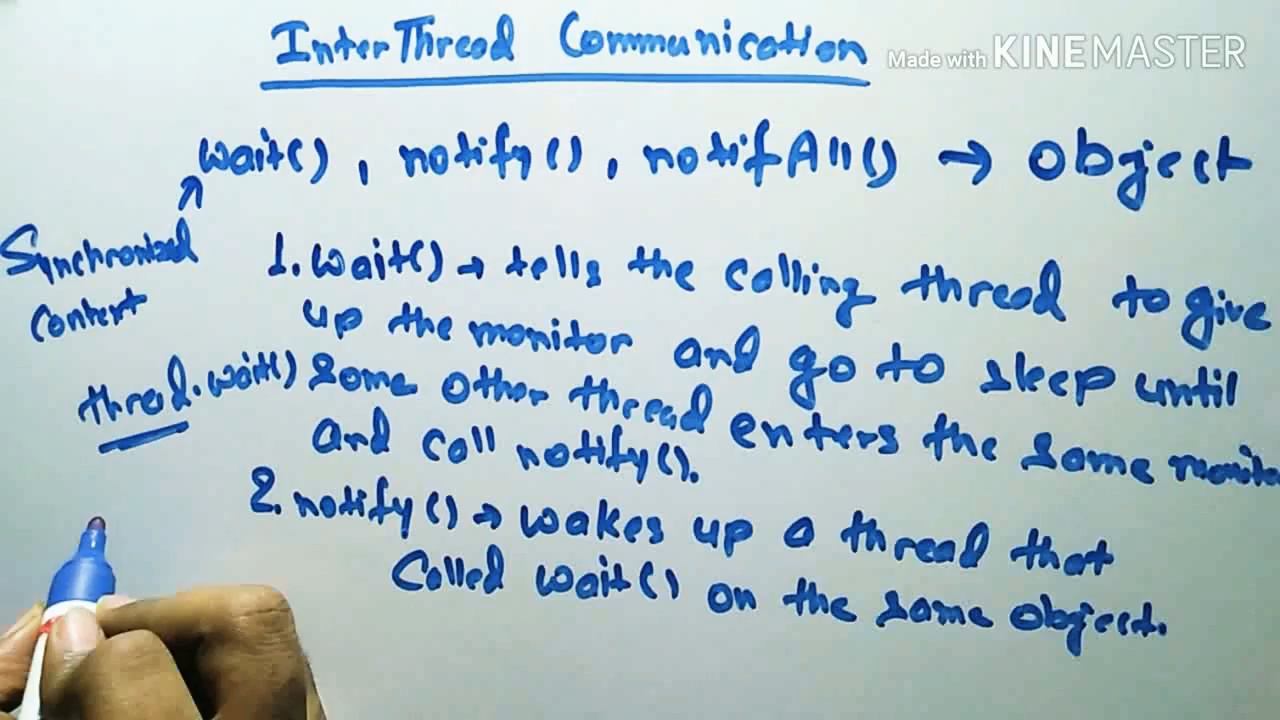 InterThread Communication
Made with KINEMASTER
wait(), notify(), notifAll() → object
Synchronized
context
1. wait() → tells the calling thread to give
up the monitor and go to sleep until
thread.wait()
some other thread enters the same monitor
and call notify().
2. notify() → wakes up a thread that
Called wait() on the same object.